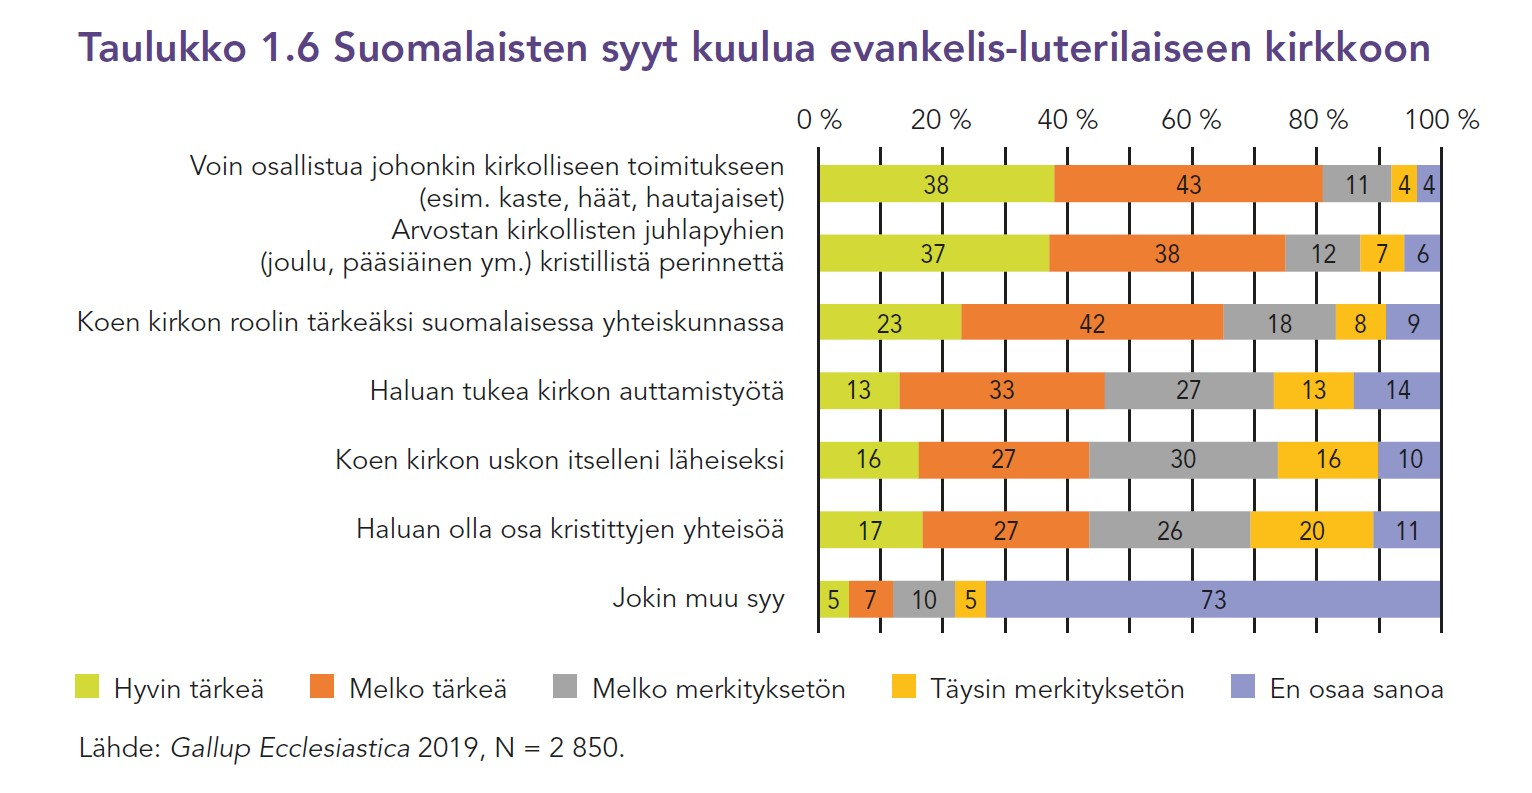 Taulukko 1.6 Suomalaisten syyt kuulua evankelis-luterilaiseen kirkkoon
0 % 20 % 40 % 60 % 80 % 100 %
Voin osallistua johonkin kirkolliseen toimitukseen
(esim. kaste, häät, hautajaiset)
38 43 11 4 4
Arvostan kirkollisten juhlapyhien
(joulu, pääsiäinen ym.) kristillistä perinnettä
37 38 12 7 6
Koen kirkon roolin tärkeäksi suomalaisessa yhteiskunnassa
23 42 18 8 9
Haluan tukea kirkon auttamistyötä
13 33 27 13 14
Koen kirkon uskon itselleni läheiseksi
16 27 30 16 10
Haluan olla osa kristittyjen yhteisöä
17 27 26 20 11
Jokin muu syy
5 7 10 5 73
Hyvin tärkeä Melko tärkeä Melko merkityksetön Täysin merkityksetön En osaa sanoa
Lähde: Gallup Ecclesiastica 2019, N = 2 850.